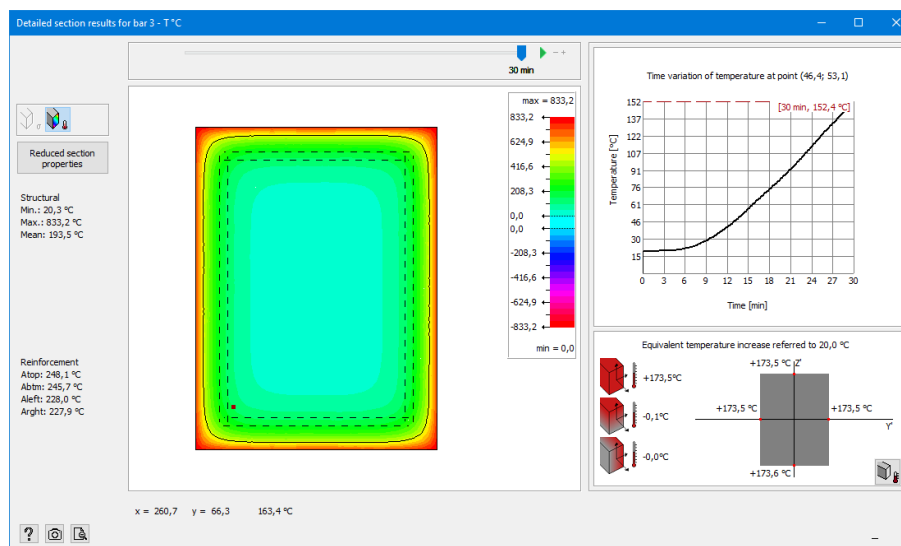 Detailed section results for bar 3 - T °C
30 min
σ
Reduced section
properties
Structural
Min.: 20,3 °C
Max.: 833,2 °C
Mean: 193,5 °C
Reinforcement
Atop: 248,1 °C
Abtm: 245,7 °C
Aleft: 228,0 °C
Arght: 227,9 °C
max = 833,2
833,2
624,9
416,6
208,3
0,0
0,0
-208,3
-416,6
-624,9
-833,2
min = 0,0
x = 260,7 y = 66,3 163,4 °C
Time variation of temperature at point (46,4; 53,1)
[30 min, 152,4 °C]
Temperature [°C]
152
137
122
107
91
76
61
46
30
15
0 3 6 9 12 15 18 21 24 27 30
Time [min]
Equivalent temperature increase referred to 20,0 °C
+173,5°C
-0,1°C
-0,0°C
+173,5 °C Z'
+173,5 °C +173,5 °C
Y'
+173,6 °C